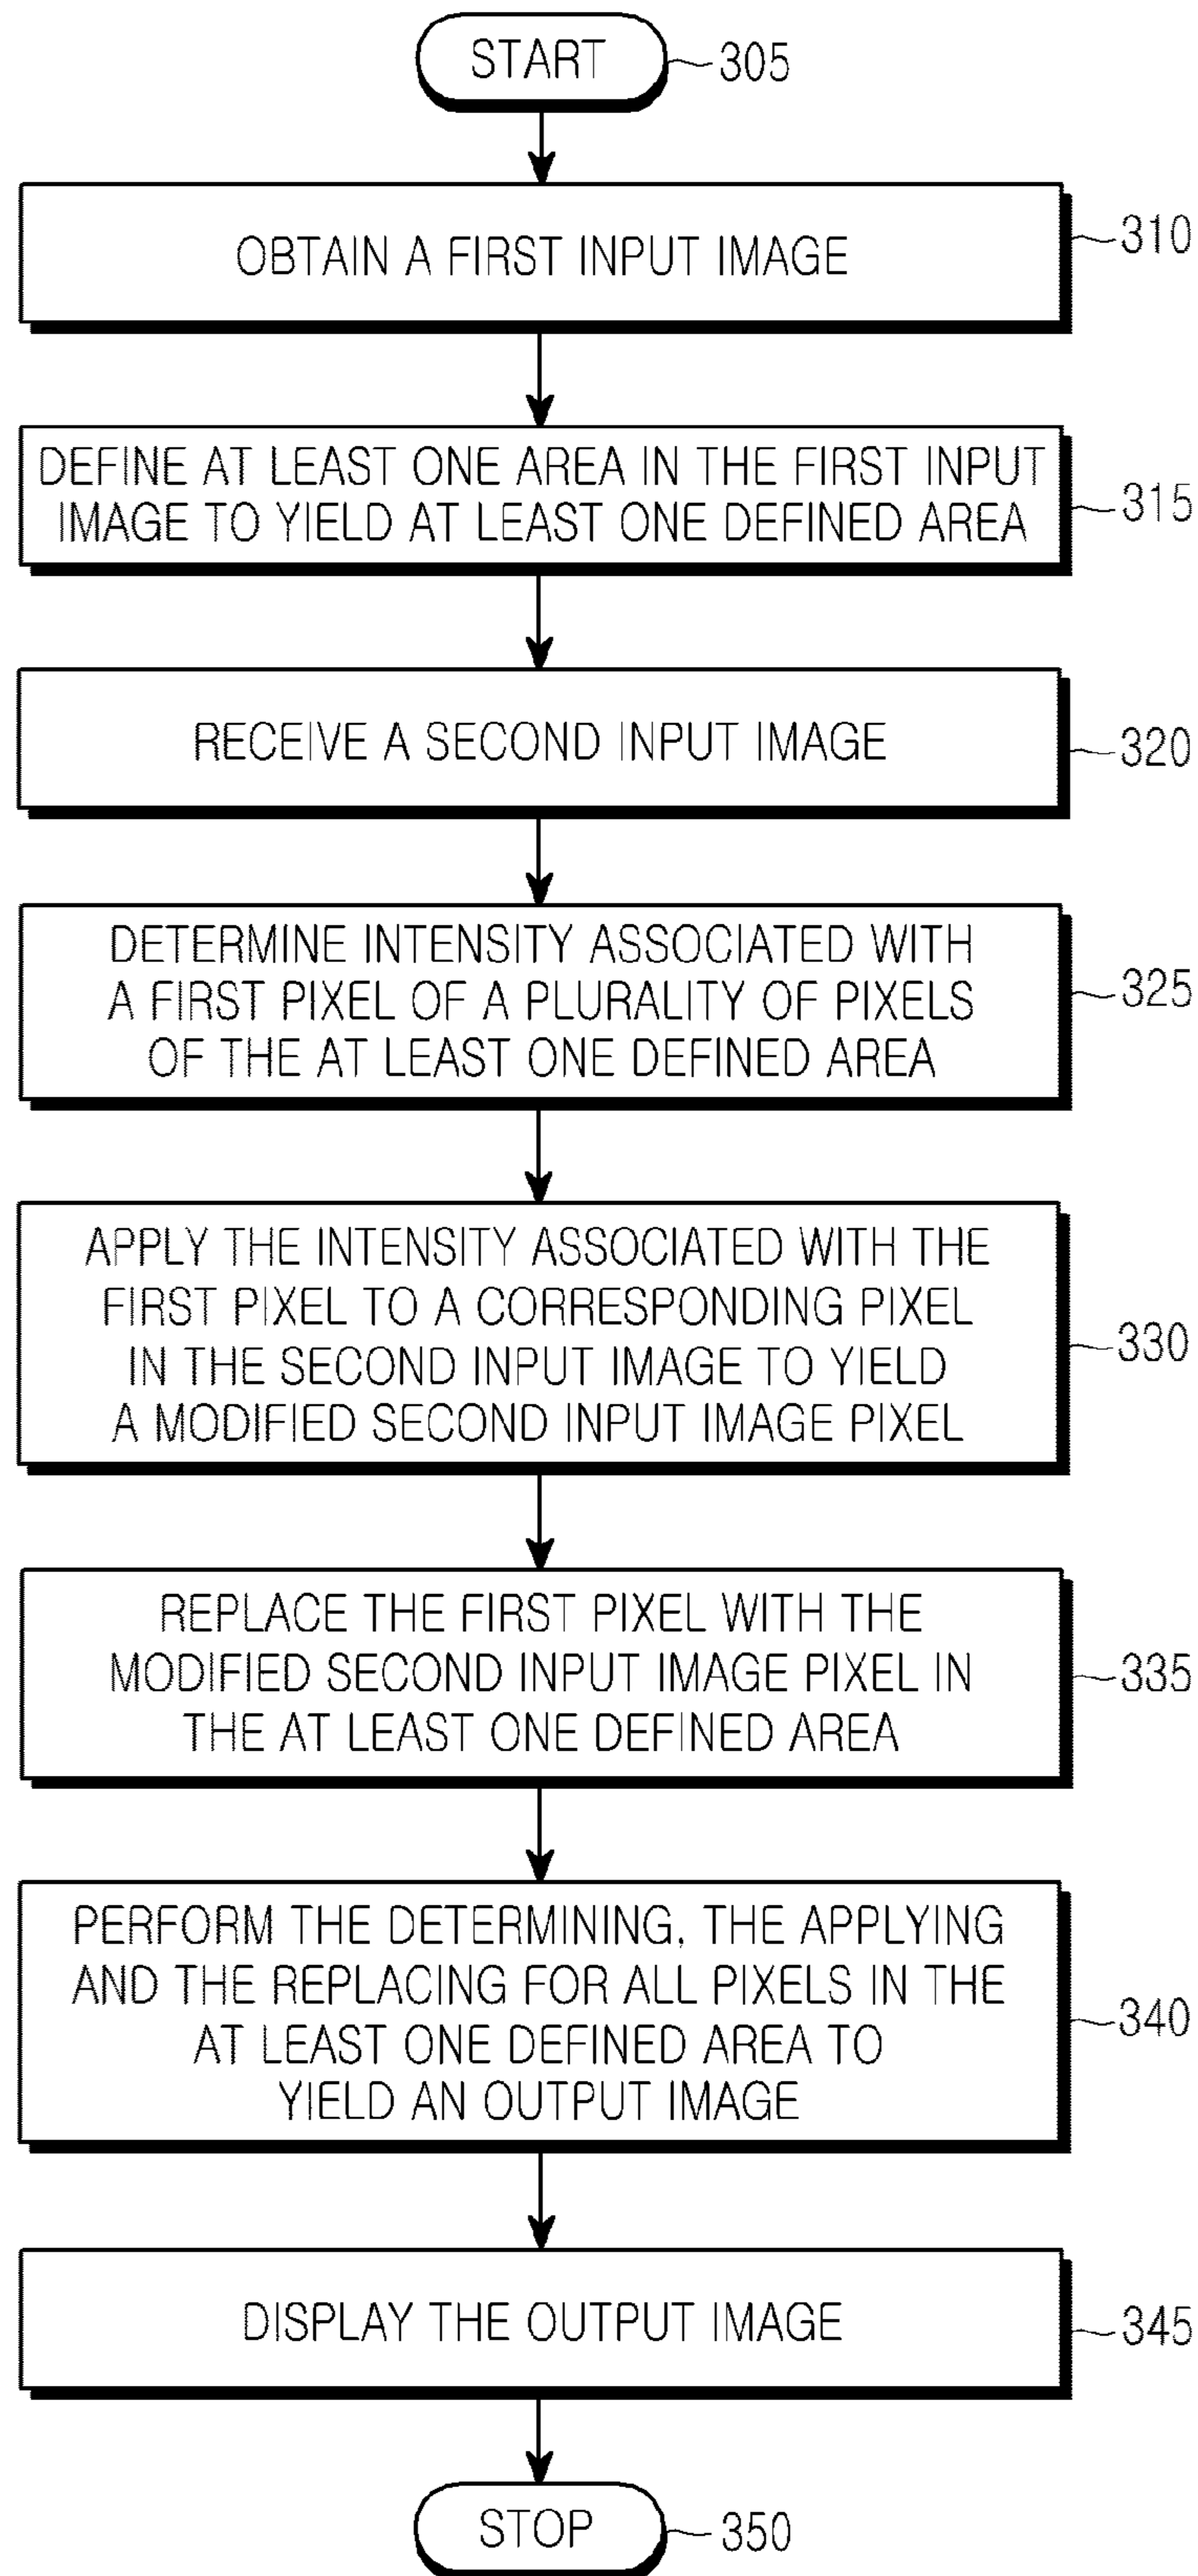 START
305
OBTAIN A FIRST INPUT IMAGE
310
DEFINE AT LEAST ONE AREA IN THE FIRST INPUT
IMAGE TO YIELD AT LEAST ONE DEFINED AREA
315
RECEIVE A SECOND INPUT IMAGE
320
DETERMINE INTENSITY ASSOCIATED WITH
A FIRST PIXEL OF A PLURALITY OF PIXELS
OF THE AT LEAST ONE DEFINED AREA
325
APPLY THE INTENSITY ASSOCIATED WITH THE
FIRST PIXEL TO A CORRESPONDING PIXEL
IN THE SECOND INPUT IMAGE TO YIELD
A MODIFIED SECOND INPUT IMAGE PIXEL
330
REPLACE THE FIRST PIXEL WITH THE
MODIFIED SECOND INPUT IMAGE PIXEL IN
THE AT LEAST ONE DEFINED AREA
335
PERFORM THE DETERMINING, THE APPLYING
AND THE REPLACING FOR ALL PIXELS IN THE
AT LEAST ONE DEFINED AREA TO
YIELD AN OUTPUT IMAGE
340
DISPLAY THE OUTPUT IMAGE
345
STOP
350